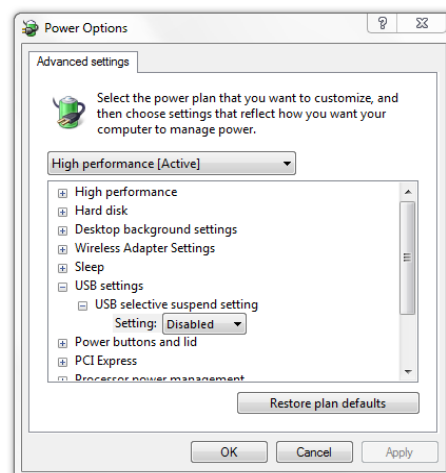 Power Options
Advanced settings
Select the power plan that you want to customize, and
then choose settings that reflect how you want your
computer to manage power.
High performance [Active]
High performance
Hard disk
Desktop background settings
Wireless Adapter Settings
Sleep
USB settings
USB selective suspend setting
Setting: Disabled
Power buttons and lid
PCI Express
Processor power management
Restore plan defaults
OK Cancel Apply